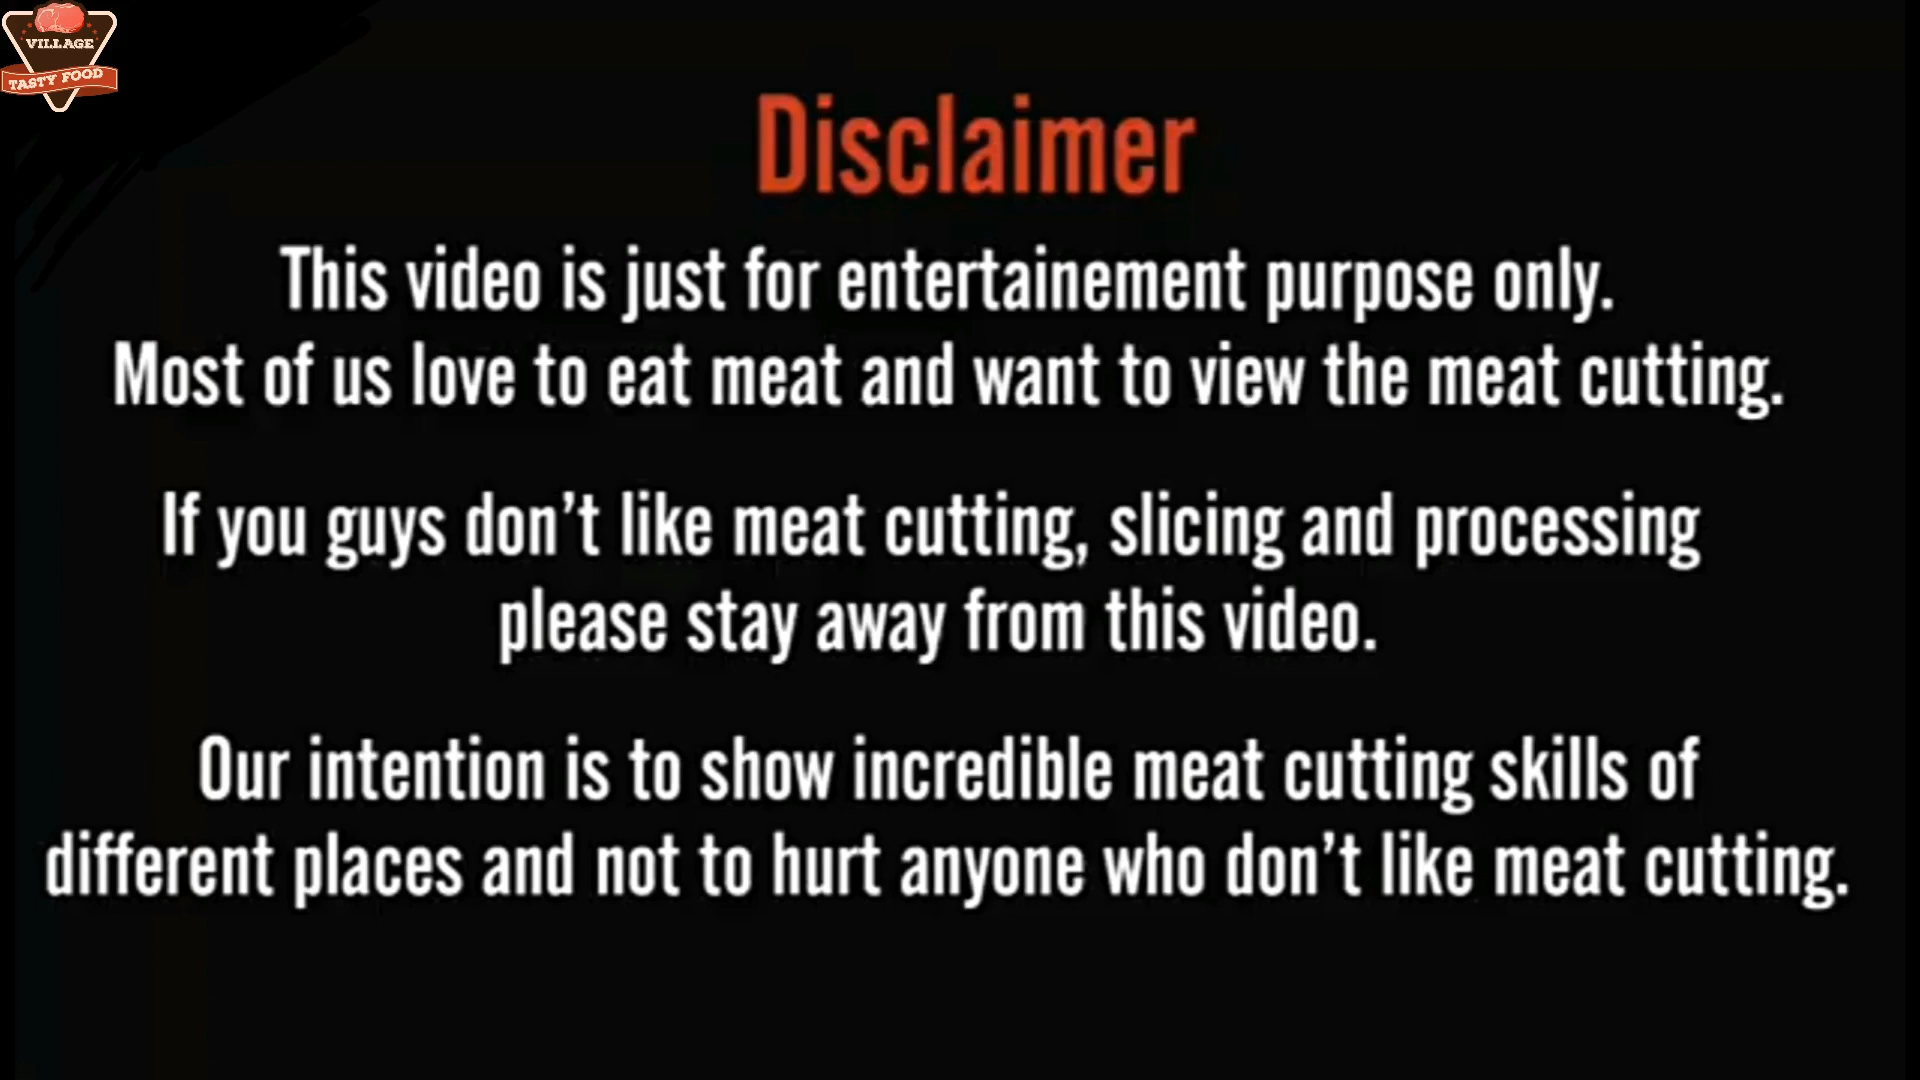 VILLAGE
TASTY FOOD
Disclaimer
This video is just for entertainement purpose only.
Most of us love to eat meat and want to view the meat cutting.
If you guys don’t like meat cutting, slicing and processing
please stay away from this video.
Our intention is to show incredible meat cutting skills of
different places and not to hurt anyone who don’t like meat cutting.